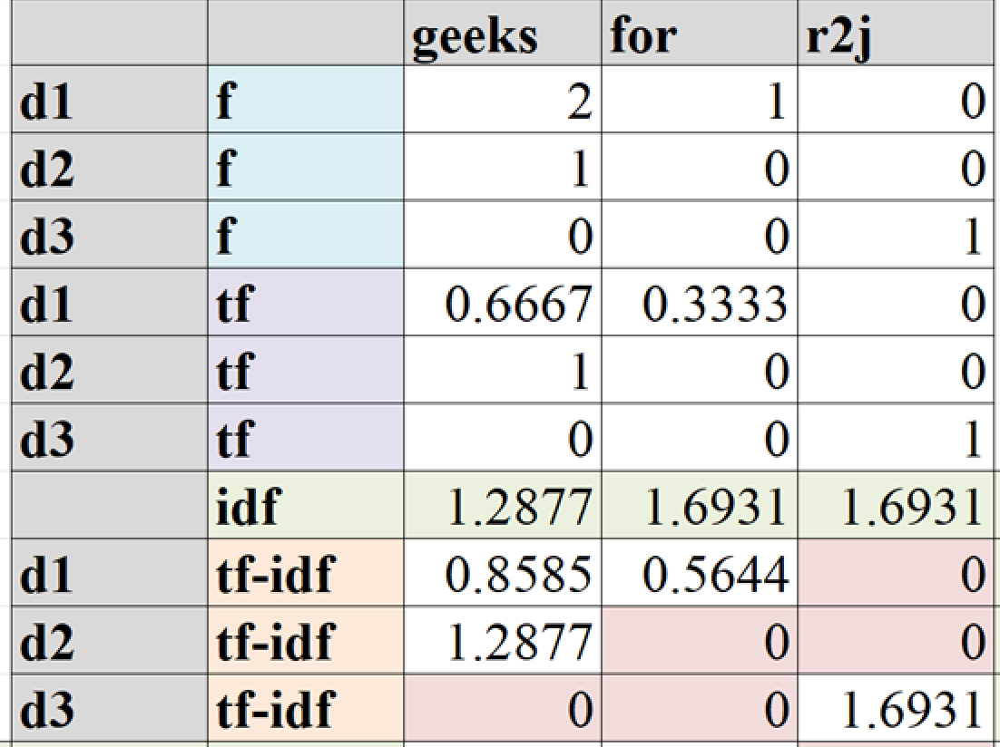 geeks for r2j
d1 f 2 1 0
d2 f 1 0 0
d3 f 0 0 1
d1 tf 0.6667 0.3333 0
d2 tf 1 0 0
d3 tf 0 0 1
idf 1.2877 1.6931 1.6931
d1 tf-idf 0.8585 0.5644 0
d2 tf-idf 1.2877 0 0
d3 tf-idf 0 0 1.6931